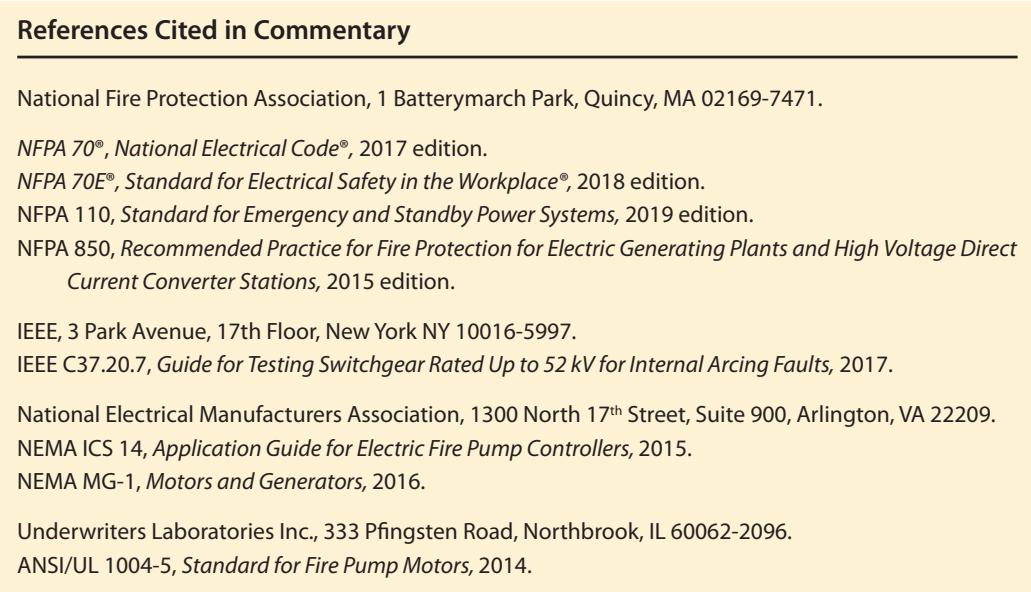 References Cited in Commentary
National Fire Protection Association, 1 Batterymarch Park, Quincy, MA 02169-7471.
NFPA 70®, National Electrical Code®, 2017 edition.
NFPA 70E®, Standard for Electrical Safety in the Workplace®, 2018 edition.
NFPA 110, Standard for Emergency and Standby Power Systems, 2019 edition.
NFPA 850, Recommended Practice for Fire Protection for Electric Generating Plants and High Voltage Direct
Current Converter Stations, 2015 edition.
IEEE, 3 Park Avenue, 17th Floor, New York NY 10016-5997.
IEEE C37.20.7, Guide for Testing Switchgear Rated Up to 52 kV for Internal Arcing Faults, 2017.
National Electrical Manufacturers Association, 1300 North 17th Street, Suite 900, Arlington, VA 22209.
NEMA ICS 14, Application Guide for Electric Fire Pump Controllers, 2015.
NEMA MG-1, Motors and Generators, 2016.
Underwriters Laboratories Inc., 333 Pfingsten Road, Northbrook, IL 60062-2096.
ANSI/UL 1004-5, Standard for Fire Pump Motors, 2014.